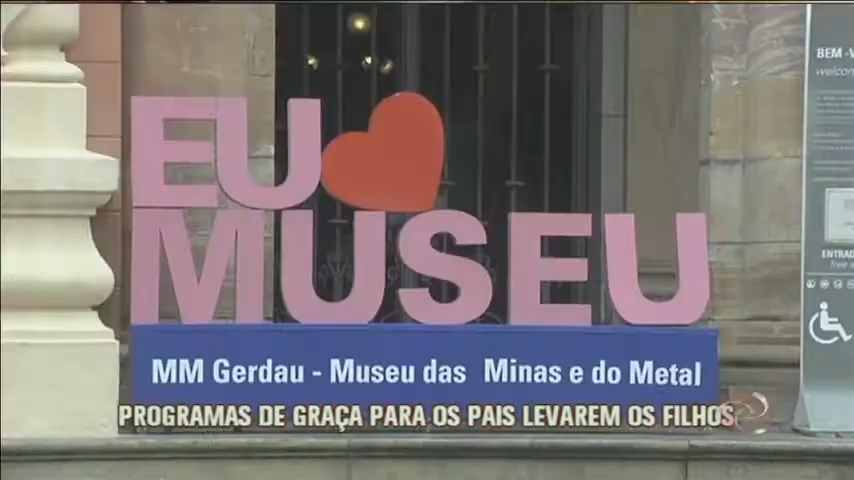 EU
MUSEU
MM Gerdau - Museu das Minas e do Metal
PROGRAMAS DE GRAÇA PARA OS PAIS LEVAREM OS FILHOS
BEM -V
welcom
ENTRAD
free